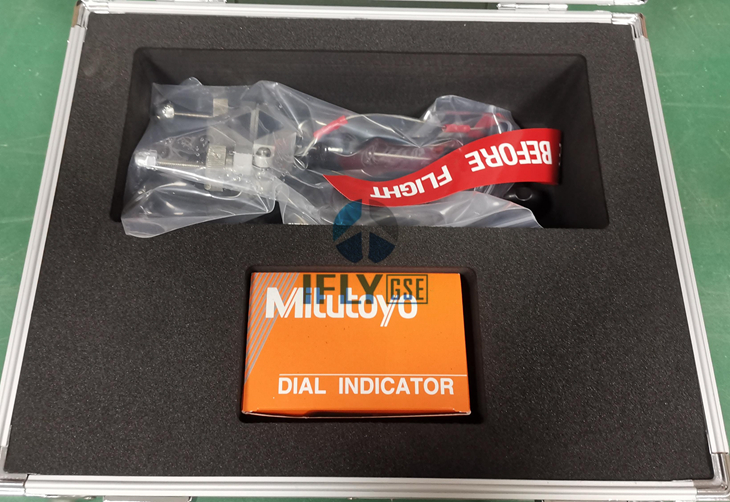 BEFORE FLIGHT
IFLY GSE
Mitutoyo
DIAL INDICATOR